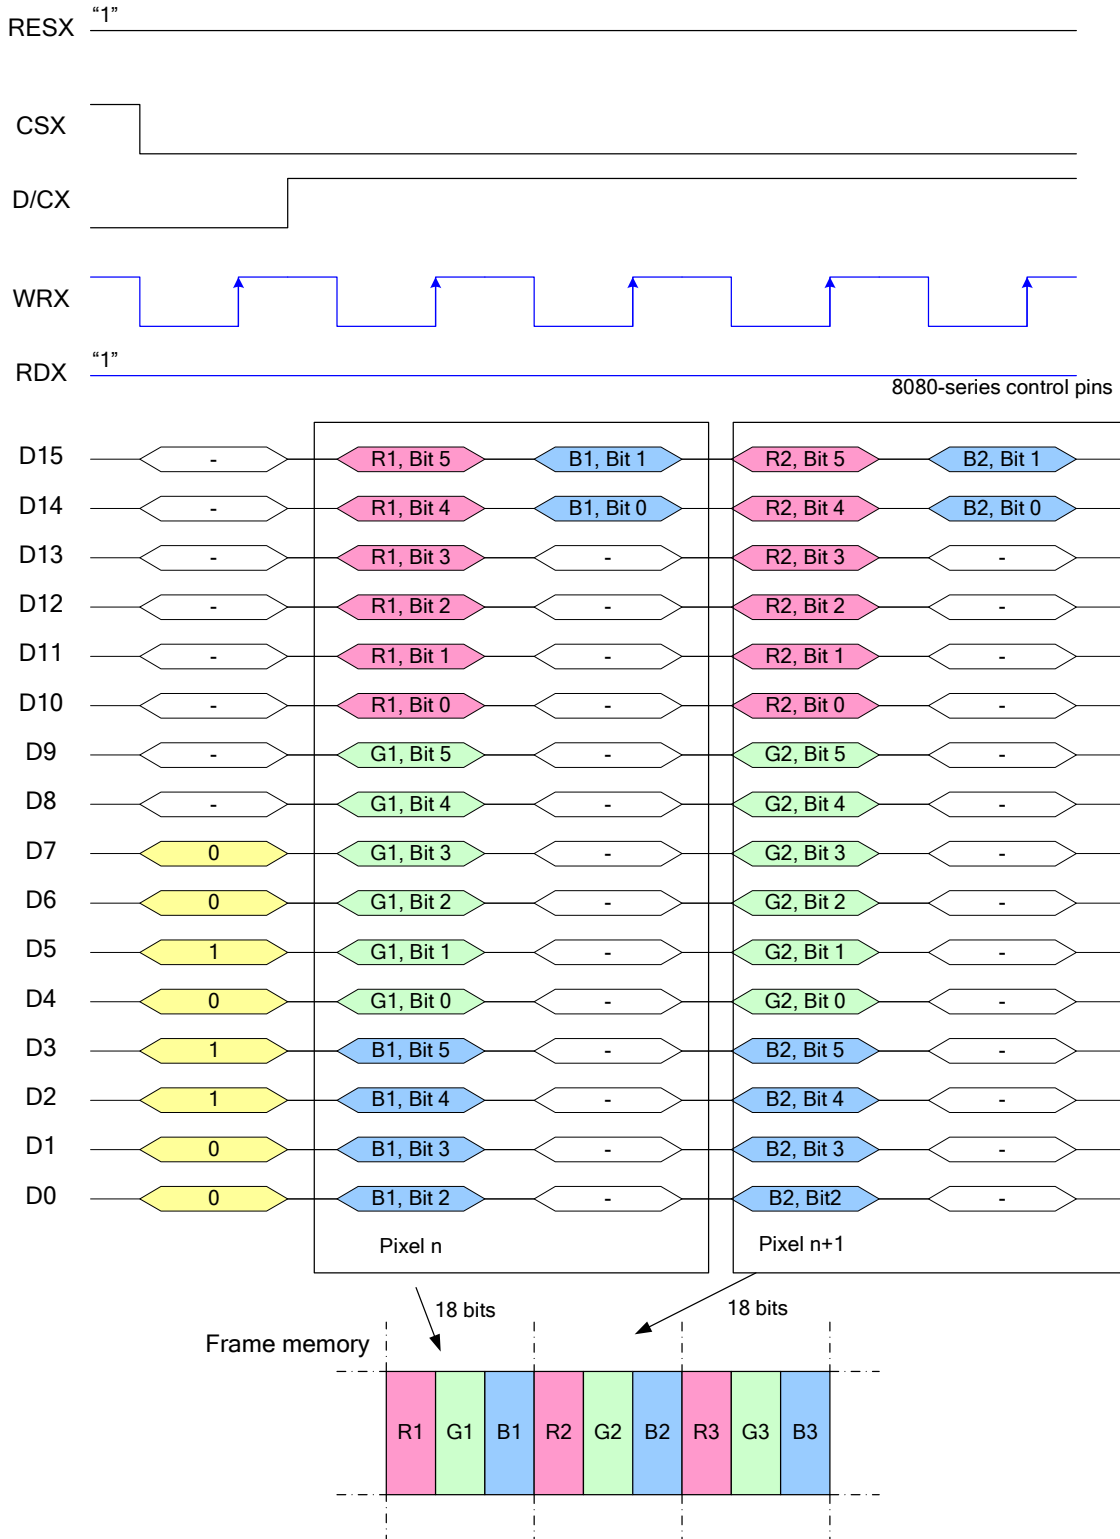 RESX “1”
CSX
D/CX
WRX
RDX “1”
8080-series control pins
D15 - R1, Bit 5 B1, Bit 1 R2, Bit 5 B2, Bit 1
D14 - R1, Bit 4 B1, Bit 0 R2, Bit 4 B2, Bit 0
D13 - R1, Bit 3 - R2, Bit 3 -
D12 - R1, Bit 2 - R2, Bit 2 -
D11 - R1, Bit 1 - R2, Bit 1 -
D10 - R1, Bit 0 - R2, Bit 0 -
D9 - G1, Bit 5 - G2, Bit 5 -
D8 - G1, Bit 4 - G2, Bit 4 -
D7 0 G1, Bit 3 - G2, Bit 3 -
D6 0 G1, Bit 2 - G2, Bit 2 -
D5 1 G1, Bit 1 - G2, Bit 1 -
D4 0 G1, Bit 0 - G2, Bit 0 -
D3 1 B1, Bit 5 - B2, Bit 5 -
D2 1 B1, Bit 4 - B2, Bit 4 -
D1 0 B1, Bit 3 - B2, Bit 3 -
D0 0 B1, Bit 2 - B2, Bit2 -
Pixel n Pixel n+1
18 bits 18 bits
Frame memory
R1 G1 B1 R2 G2 B2 R3 G3 B3